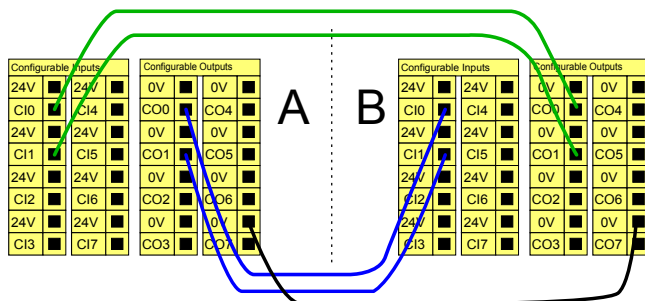 Configurable Inputs Configurable Outputs Configurable Inputs Configurable Outputs
24V 24V 0V 0V 24V 24V 0V 0V
CI0 CI4 CO0 CO4 A B CI0 CI4 CO0 CO4
24V 24V 0V 0V 24V 24V 0V 0V
CI1 CI5 CO1 CO5 CI1 CI5 CO1 CO5
24V 24V 0V 0V 24V 24V 0V 0V
CI2 CI6 CO2 CO6 CI2 CI6 CO2 CO6
24V 24V 0V 0V 24V 24V 0V 0V
CI3 CI7 CO3 CO7 CI3 CI7 CO3 CO7